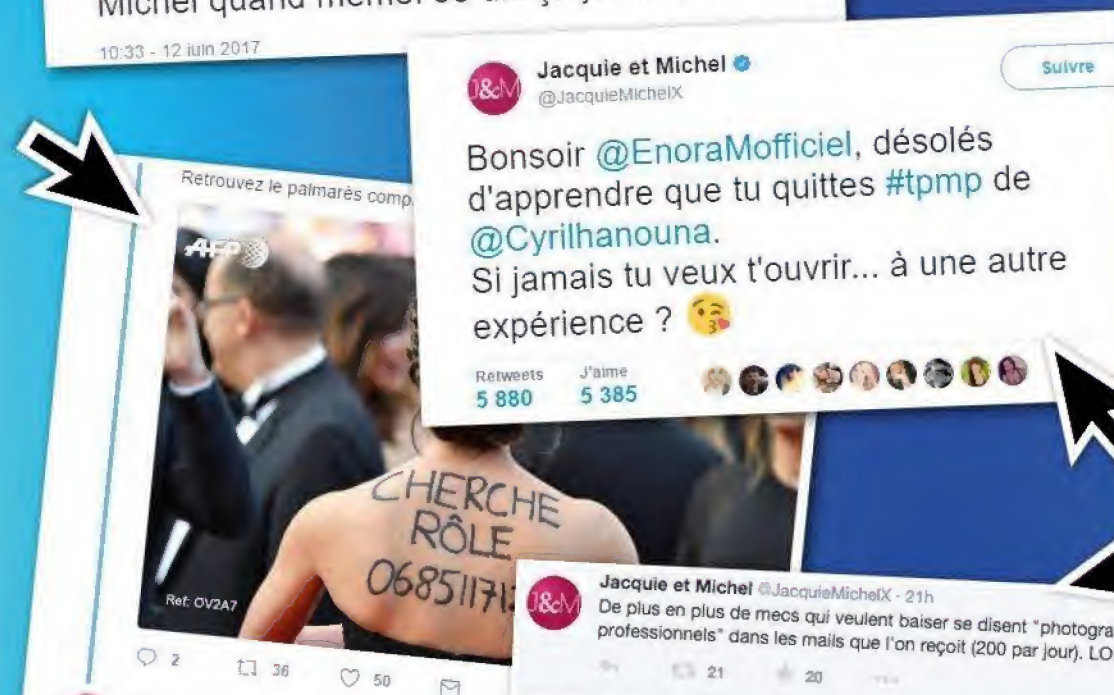 Michel quand même!
10:33 - 12 juin 2017
J&M
Jacquie et Michel
@JacquieMichelX
Suivre
Bonsoir @EnoraMofficiel, désolés
d'apprendre que tu quittes #tpmp de
@Cyrilhanouna.
Si jamais tu veux t'ouvrir... à une autre
expérience ? 😘
Retweets J'aime
5 880 5 385
Retrouvez le palmarès comp
AFP
CHERCHE
RÔLE
068511712
Ref: OV2A7
2 36 50
J&M
Jacquie et Michel @JacquieMichelX - 21h
De plus en plus de mecs qui veulent baiser se disent "photogra
professionnels" dans les mails que l'on reçoit (200 par jour). LO
21 20